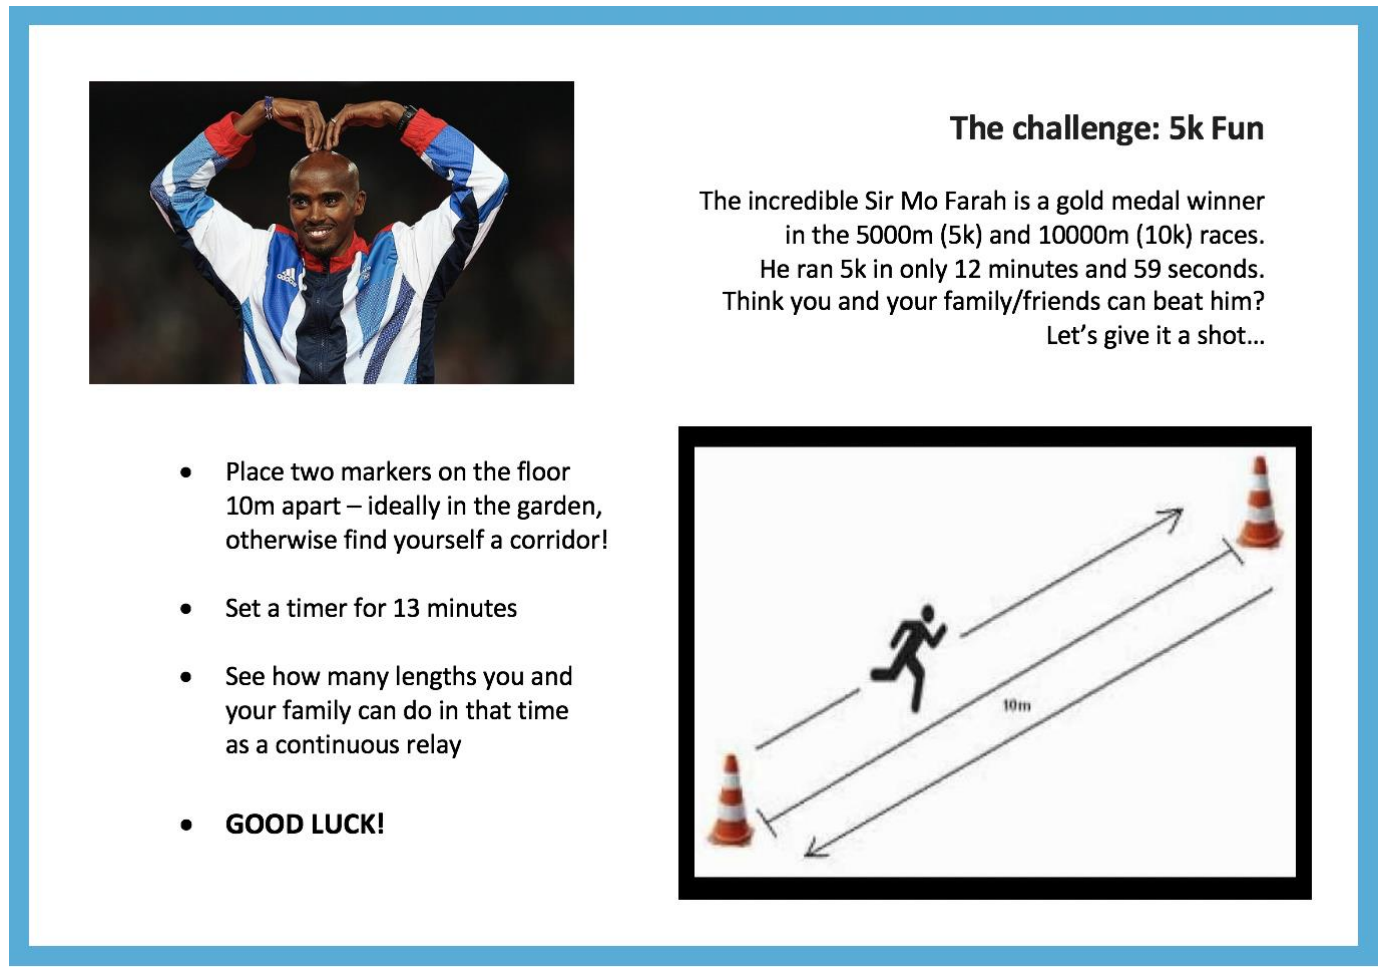 The challenge: 5k Fun
The incredible Sir Mo Farah is a gold medal winner
in the 5000m (5k) and 10000m (10k) races.
He ran 5k in only 12 minutes and 59 seconds.
Think you and your family/friends can beat him?
Let’s give it a shot…
• Place two markers on the floor
10m apart – ideally in the garden,
otherwise find yourself a corridor!
• Set a timer for 13 minutes
• See how many lengths you and
your family can do in that time
as a continuous relay
• GOOD LUCK!
10m
adidas